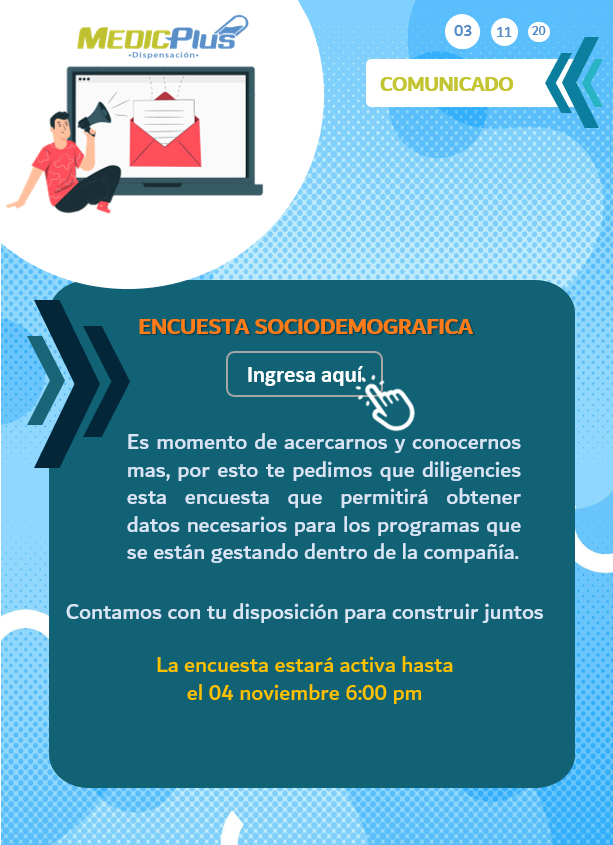 MEDICPLUS
•Dispensación•
03 11 20
COMUNICADO
ENCUESTA SOCIODEMOGRAFICA
Ingresa aquí.
Es momento de acercarnos y conocernos
mas, por esto te pedimos que diligencies
esta encuesta que permitirá obtener
datos necesarios para los programas que
se están gestando dentro de la compañía.
Contamos con tu disposición para construir juntos
La encuesta estará activa hasta
el 04 noviembre 6:00 pm